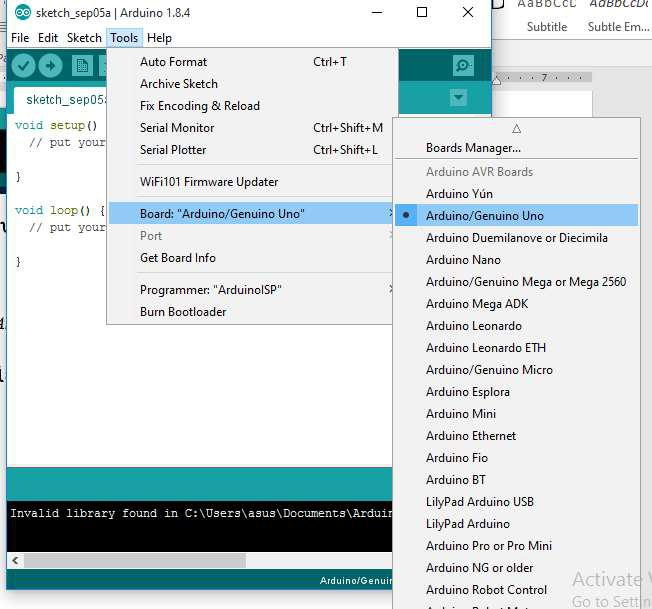 sketch_sep05a | Arduino 1.8.4
AaBbCcD AaBbCcDc
Subtitle Subtle Em...
File Edit Sketch Tools Help
7
sketch_sep05a
void setup()
// put your
}
void loop() {
// put your
}
Auto Format Ctrl+T
Archive Sketch
Fix Encoding & Reload
Serial Monitor Ctrl+Shift+M
Serial Plotter Ctrl+Shift+L
WiFi101 Firmware Updater
Board: "Arduino/Genuino Uno"
Port
Get Board Info
Programmer: "ArduinoISP"
Burn Bootloader
Boards Manager...
Arduino AVR Boards
Arduino Yún
Arduino/Genuino Uno
Arduino Duemilanove or Diecimila
Arduino Nano
Arduino/Genuino Mega or Mega 2560
Arduino Mega ADK
Arduino Leonardo
Arduino Leonardo ETH
Arduino/Genuino Micro
Arduino Esplora
Arduino Mini
Arduino Ethernet
Arduino Fio
Arduino BT
LilyPad Arduino USB
LilyPad Arduino
Arduino Pro or Pro Mini
Arduino NG or older
Arduino Robot Control
Invalid library found in C:\Users\asus\Documents\Arduin
Arduino/Genuin
Activate
Go to Settin